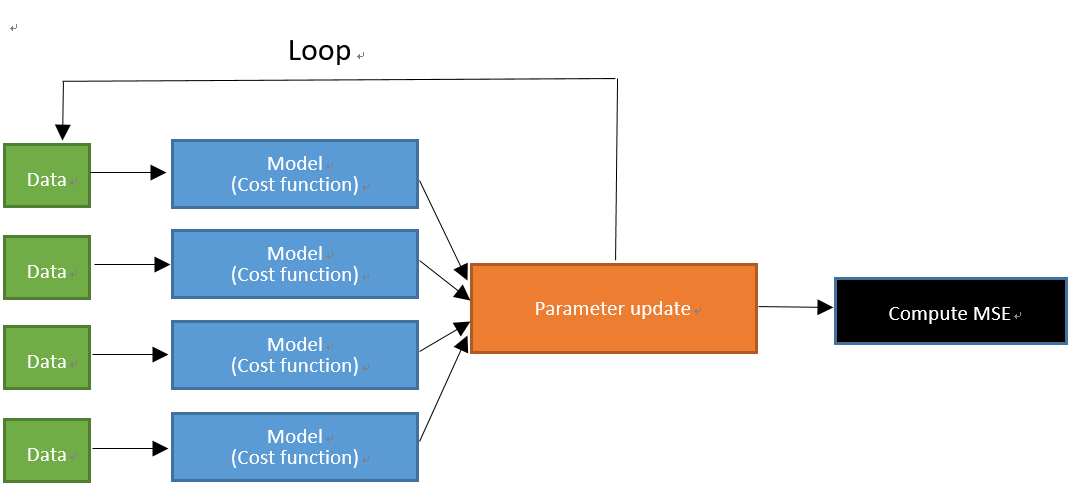 Loop
Data
Model
(Cost function)
Data
Model
(Cost function)
Parameter update
Compute MSE
Data
Model
(Cost function)
Data
Model
(Cost function)